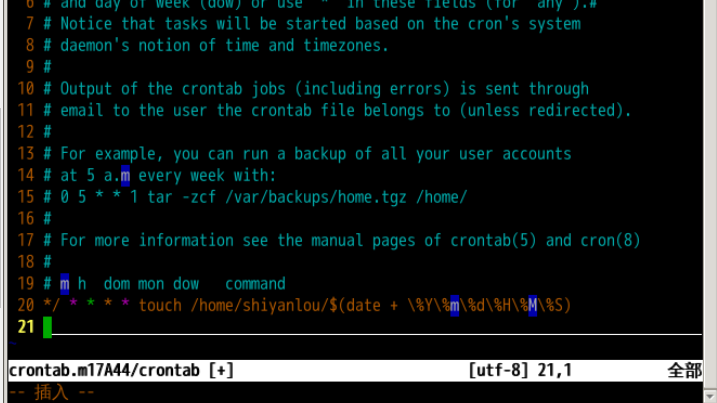 6 # and day of week (dow) or use '*' in these fields (for 'any').#
7 # Notice that tasks will be started based on the cron's system
8 # daemon's notion of time and timezones.
9 #
10 # Output of the crontab jobs (including errors) is sent through
11 # email to the user the crontab file belongs to (unless redirected).
12 #
13 # For example, you can run a backup of all your user accounts
14 # at 5 a.m every week with:
15 # 0 5 * * 1 tar -zcf /var/backups/home.tgz /home/
16 #
17 # For more information see the manual pages of crontab(5) and cron(8)
18 #
19 # m h  dom mon dow   command
20 */ * * * * touch /home/shiyanlou/$(date + \%Y\%m\%d\%H\%M\%S)
21
crontab.m17A44/crontab [+] [utf-8] 21,1 全部
-- 插入 --